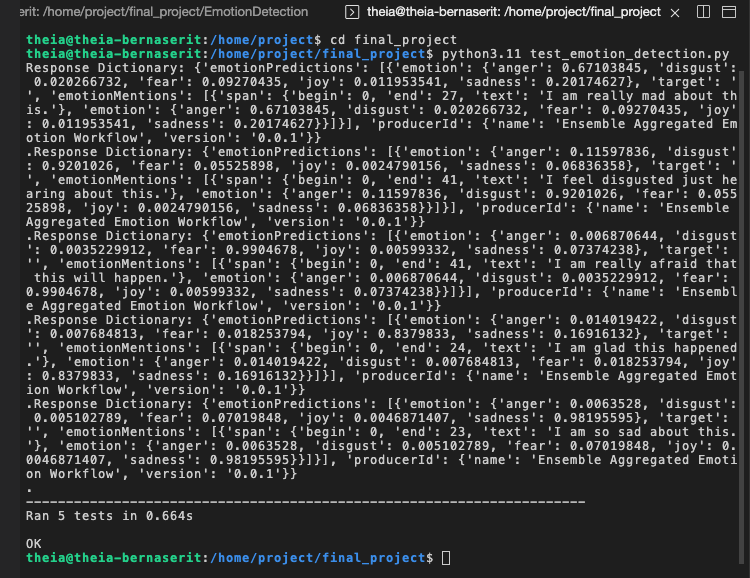 erit: /home/project/final_project/EmotionDetection theia@theia-bernaserit: /home/project/final_project
theia@theia-bernaserit:/home/project$ cd final_project
theia@theia-bernaserit:/home/project/final_project$ python3.11 test_emotion_detection.py
Response Dictionary: {'emotionPredictions': [{'emotion': {'anger': 0.67103845, 'disgust'
: 0.020266732, 'fear': 0.09270435, 'joy': 0.011953541, 'sadness': 0.20174627}, 'target': '
', 'emotionMentions': [{'span': {'begin': 0, 'end': 27, 'text': 'I am really mad about th
is.'}, 'emotion': {'anger': 0.67103845, 'disgust': 0.020266732, 'fear': 0.09270435, 'joy'
: 0.011953541, 'sadness': 0.20174627}}]}], 'producerId': {'name': 'Ensemble Aggregated Em
otion Workflow', 'version': '0.0.1'}}
.Response Dictionary: {'emotionPredictions': [{'emotion': {'anger': 0.11597836, 'disgust'
: 0.9201026, 'fear': 0.05525898, 'joy': 0.0024790156, 'sadness': 0.06836358}, 'target': '
', 'emotionMentions': [{'span': {'begin': 0, 'end': 41, 'text': 'I feel disgusted just he
aring about this.'}, 'emotion': {'anger': 0.11597836, 'disgust': 0.9201026, 'fear': 0.055
25898, 'joy': 0.0024790156, 'sadness': 0.06836358}}]}], 'producerId': {'name': 'Ensemble
Aggregated Emotion Workflow', 'version': '0.0.1'}}
.Response Dictionary: {'emotionPredictions': [{'emotion': {'anger': 0.006870644, 'disgust
': 0.0035229912, 'fear': 0.9904678, 'joy': 0.00599332, 'sadness': 0.07374238}, 'target':
'', 'emotionMentions': [{'span': {'begin': 0, 'end': 41, 'text': 'I am really afraid that
 this will happen.'}, 'emotion': {'anger': 0.006870644, 'disgust': 0.0035229912, 'fear':
0.9904678, 'joy': 0.00599332, 'sadness': 0.07374238}}]}], 'producerId': {'name': 'Ensembl
e Aggregated Emotion Workflow', 'version': '0.0.1'}}
.Response Dictionary: {'emotionPredictions': [{'emotion': {'anger': 0.014019422, 'disgust
': 0.007684813, 'fear': 0.018253794, 'joy': 0.8379833, 'sadness': 0.16916132}, 'target':
'', 'emotionMentions': [{'span': {'begin': 0, 'end': 24, 'text': 'I am glad this happened
.'}, 'emotion': {'anger': 0.014019422, 'disgust': 0.007684813, 'fear': 0.018253794, 'joy'
: 0.8379833, 'sadness': 0.16916132}}]}], 'producerId': {'name': 'Ensemble Aggregated Emot
ion Workflow', 'version': '0.0.1'}}
.Response Dictionary: {'emotionPredictions': [{'emotion': {'anger': 0.0063528, 'disgust':
 0.005102789, 'fear': 0.07019848, 'joy': 0.0046871407, 'sadness': 0.98195595}, 'target':
'', 'emotionMentions': [{'span': {'begin': 0, 'end': 23, 'text': 'I am so sad about this.
'}, 'emotion': {'anger': 0.0063528, 'disgust': 0.005102789, 'fear': 0.07019848, 'joy': 0.
0046871407, 'sadness': 0.98195595}}]}], 'producerId': {'name': 'Ensemble Aggregated Emoti
on Workflow', 'version': '0.0.1'}}
.
----------------------------------------------------------------------
Ran 5 tests in 0.664s
OK
theia@theia-bernaserit:/home/project/final_project$